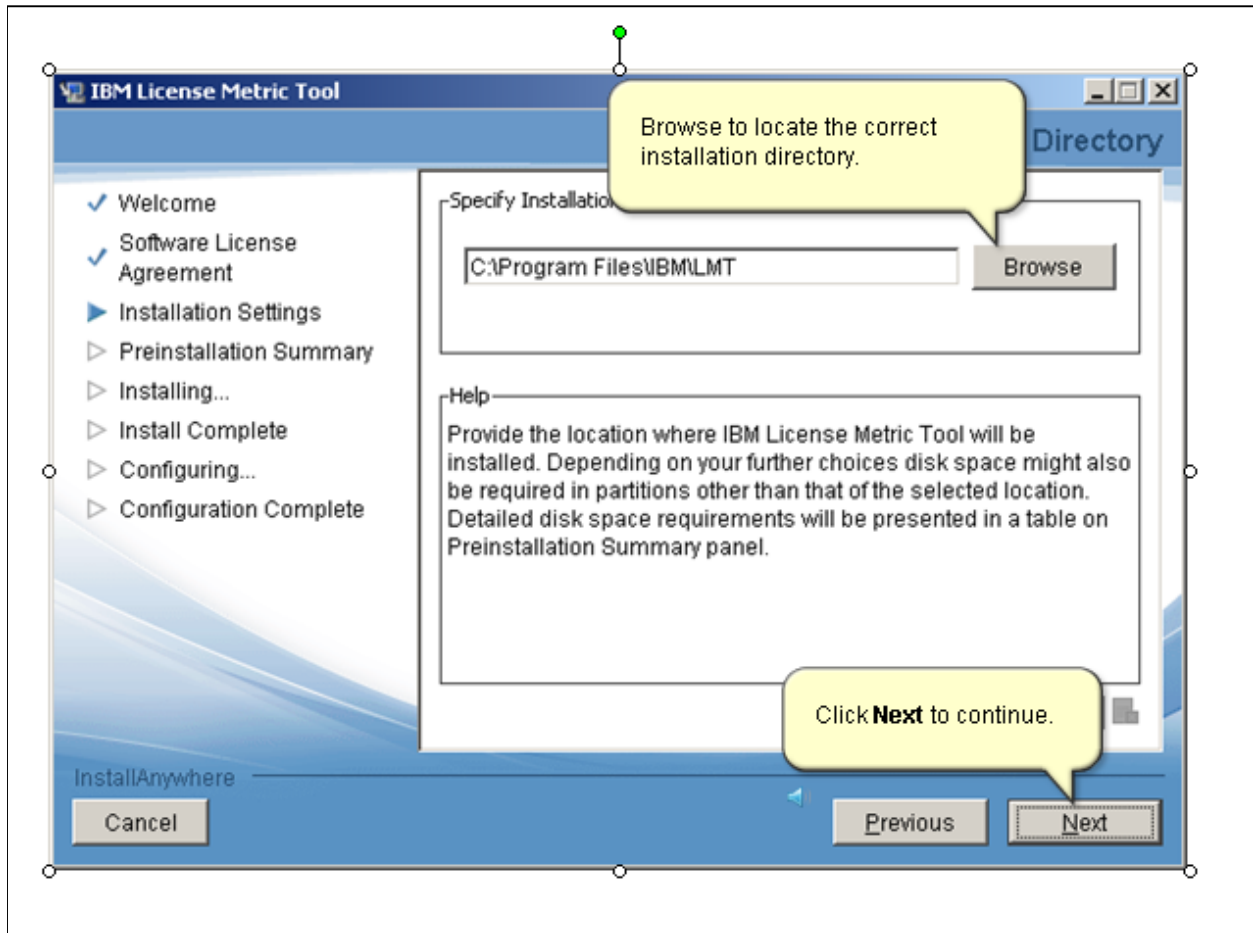 IBM License Metric Tool
Browse to locate the correct
installation directory.
Directory
Welcome
Software License
Agreement
Installation Settings
Preinstallation Summary
Installing...
Install Complete
Configuring...
Configuration Complete
Specify Installation
C:\Program Files\IBM\LMT
Browse
Help
Provide the location where IBM License Metric Tool will be
installed. Depending on your further choices disk space might also
be required in partitions other than that of the selected location.
Detailed disk space requirements will be presented in a table on
Preinstallation Summary panel.
Click Next to continue.
InstallAnywhere
Cancel
Previous
Next